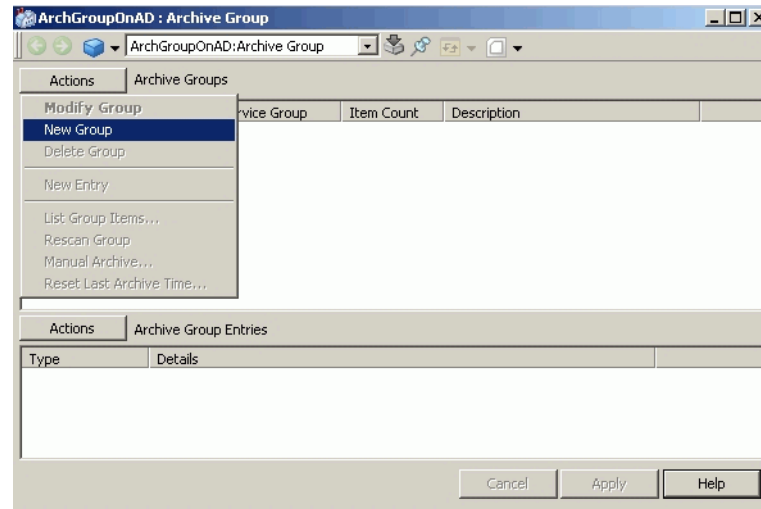 ArchGroupOnAD : Archive Group
ArchGroupOnAD:Archive Group
Actions Archive Groups
rvice Group Item Count Description
Modify Group
New Group
Delete Group
New Entry
List Group Items...
Rescan Group
Manual Archive...
Reset Last Archive Time...
Actions Archive Group Entries
Type Details
Cancel Apply Help